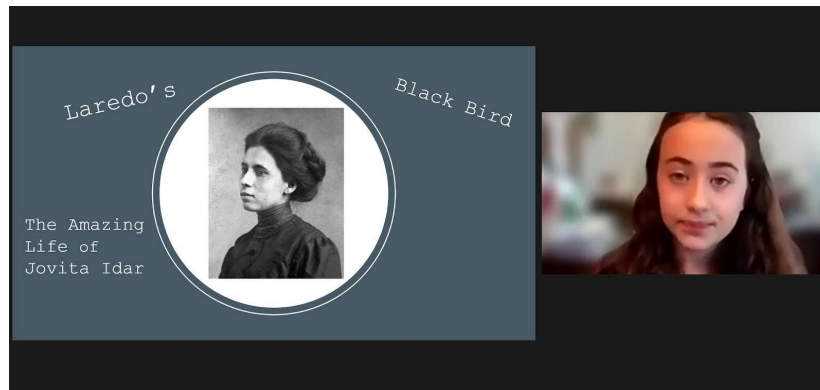 Laredo's
Black Bird
The Amazing
Life of
Jovita Idar